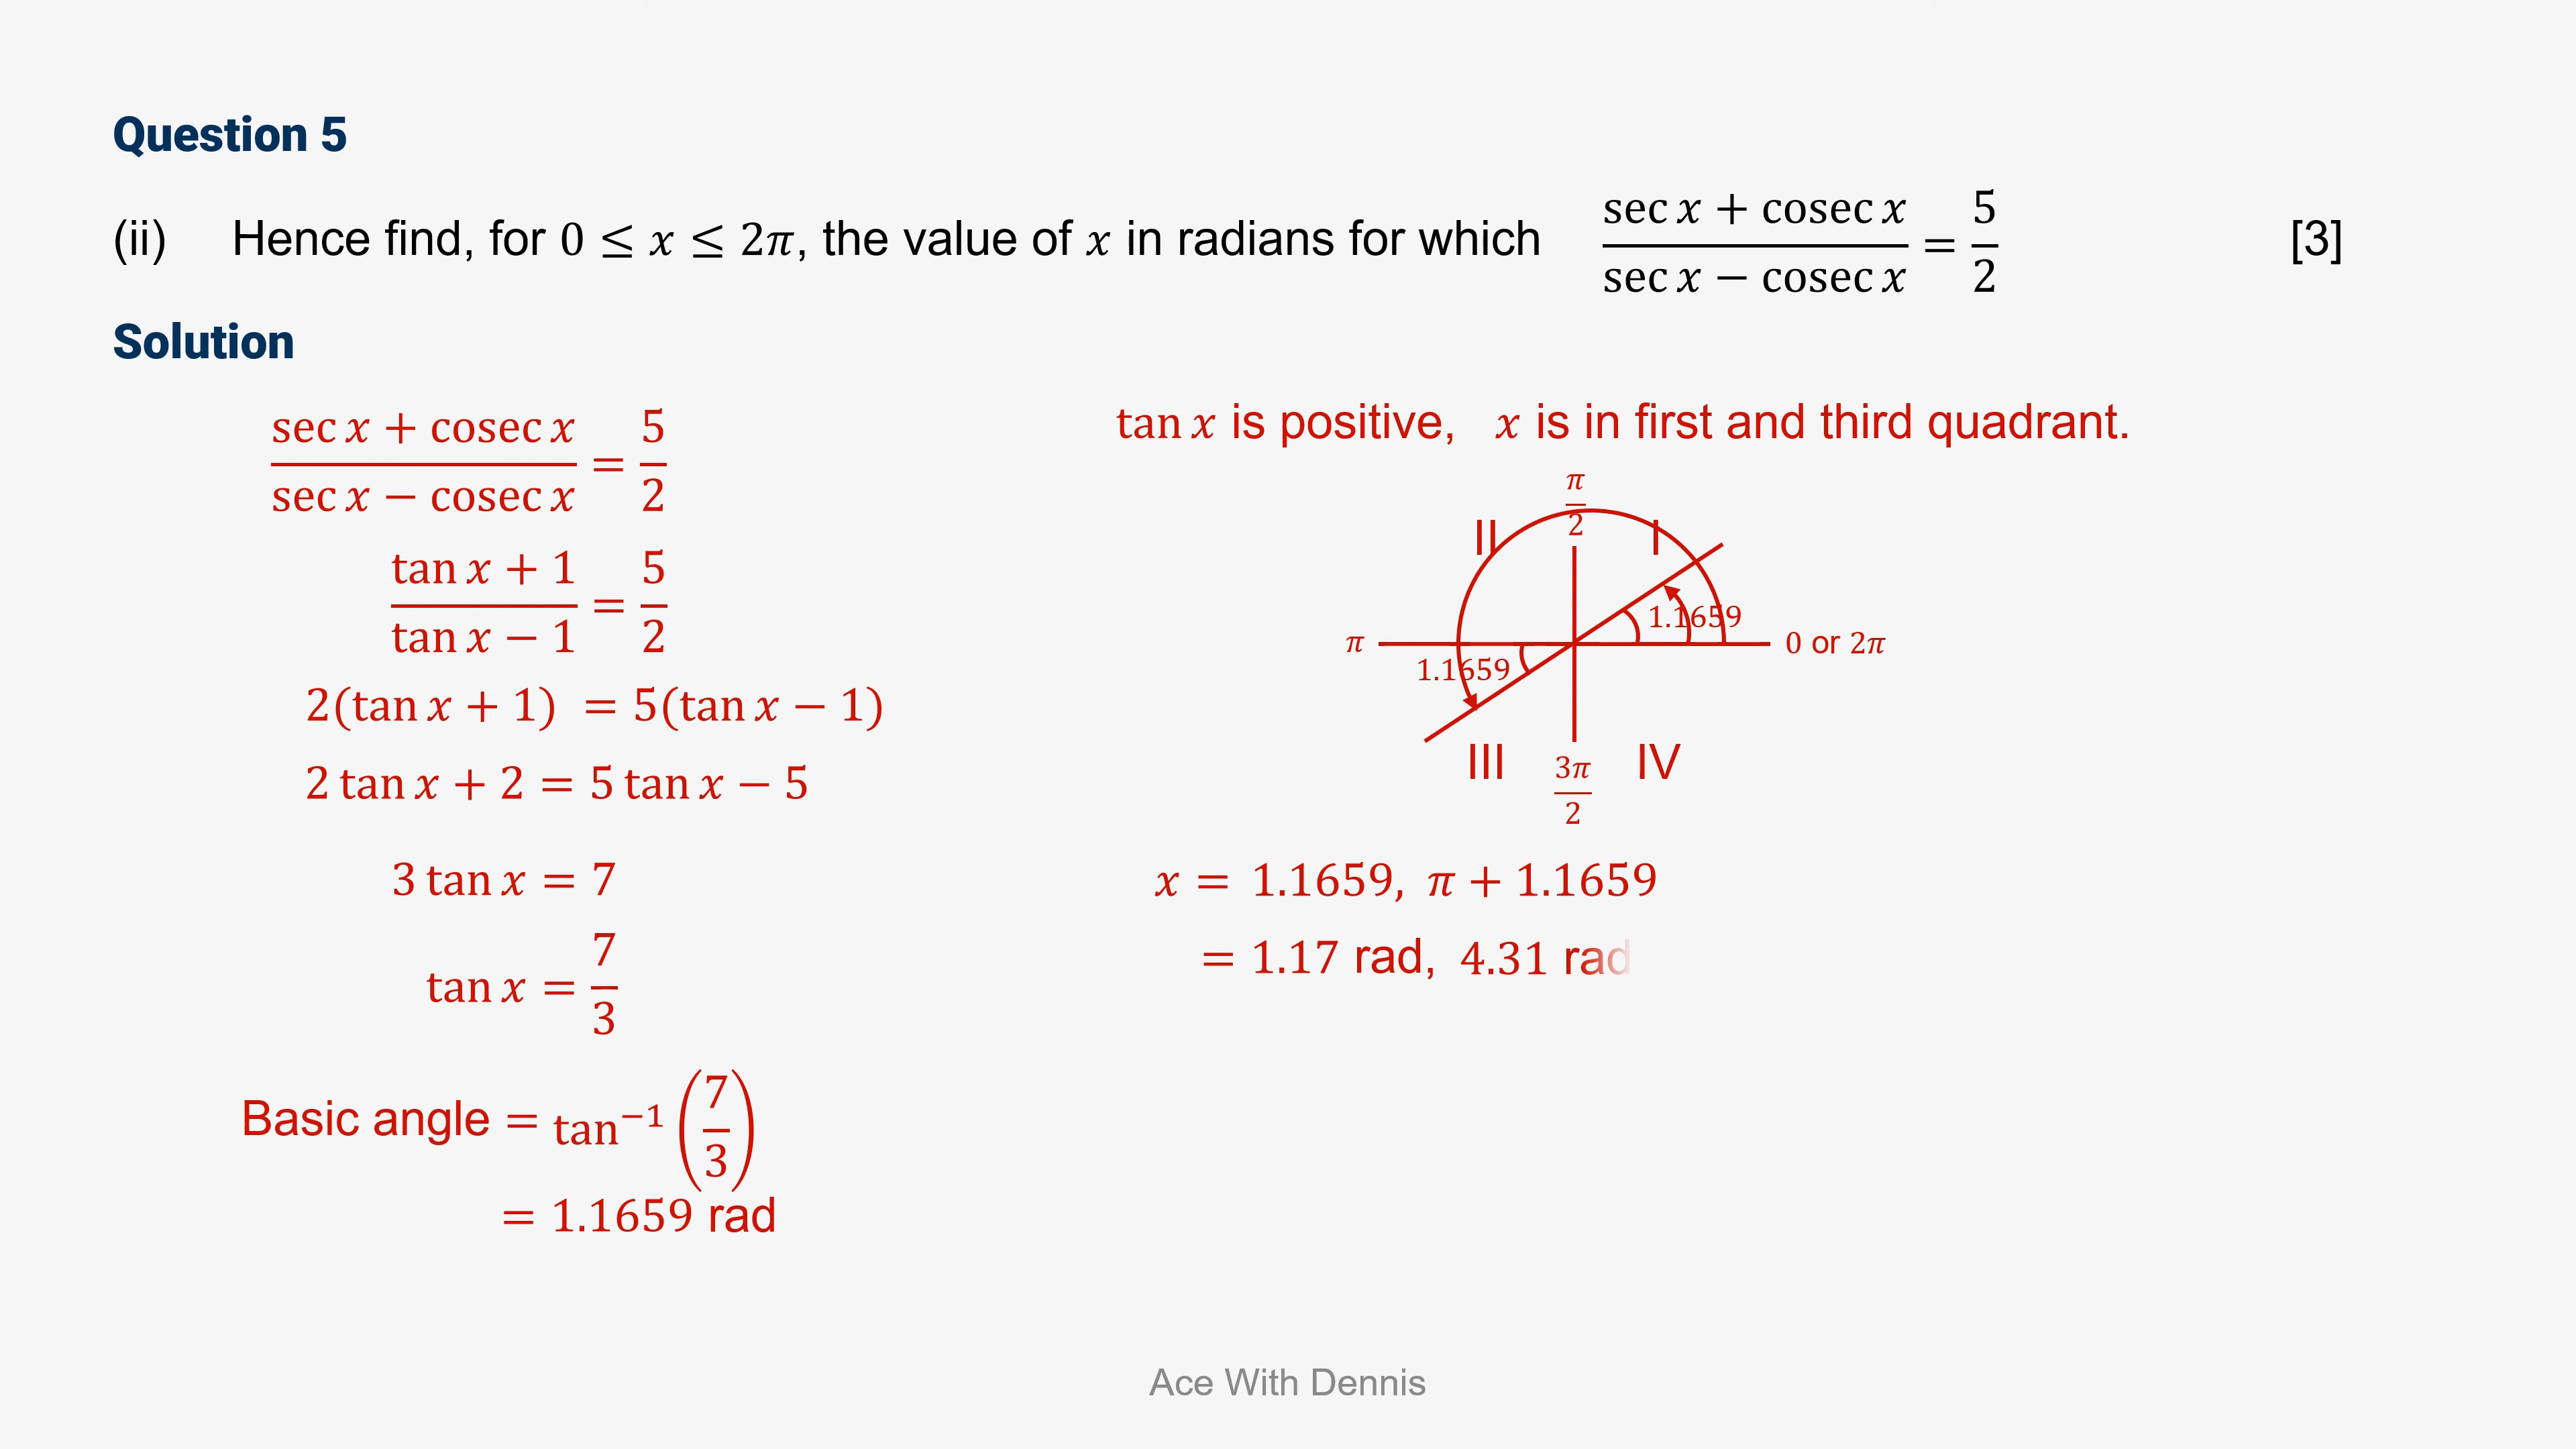 Question 5
(ii) Hence find, for 0 ≤ x ≤ 2π, the value of x in radians for which (sec x + cosec x)/(sec x − cosec x) = 5/2 [3]
Solution
(sec x + cosec x)/(sec x − cosec x) = 5/2
(tan x + 1)/(tan x − 1) = 5/2
2(tan x + 1) = 5(tan x − 1)
2 tan x + 2 = 5 tan x − 5
3 tan x = 7
tan x = 7/3
Basic angle = tan⁻¹(7/3)
= 1.1659 rad
tan x is positive, x is in first and third quadrant.
π/2
II I
1.1659
π 0 or 2π
1.1659
III 3π/2 IV
x = 1.1659, π + 1.1659
= 1.17 rad, 4.31 rad
Ace With Dennis